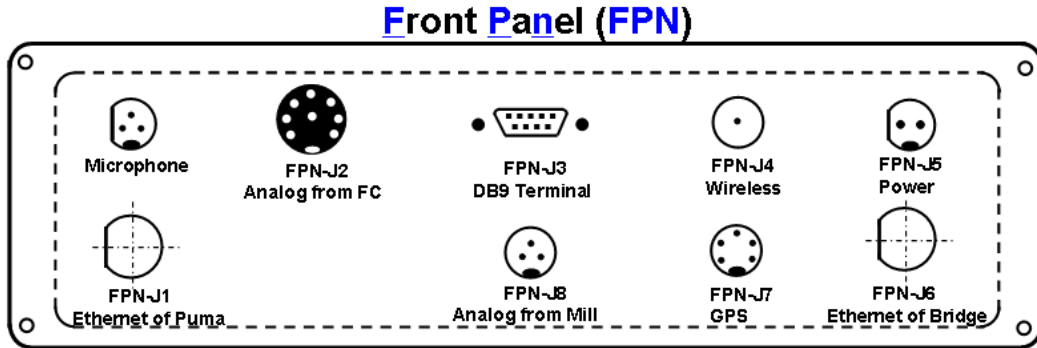 Front Panel (FPN)
Microphone
FPN-J2
Analog from FC
FPN-J3
DB9 Terminal
FPN-J4
Wireless
FPN-J5
Power
FPN-J1
Ethernet of Puma
FPN-J8
Analog from Mill
FPN-J7
GPS
FPN-J6
Ethernet of Bridge